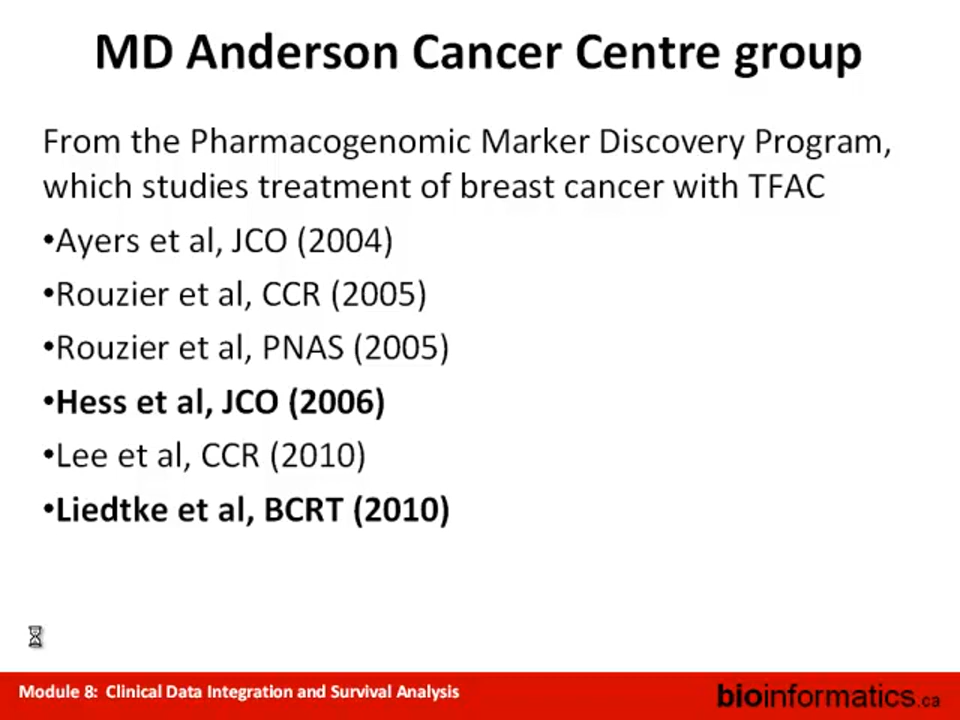 MD Anderson Cancer Centre group
From the Pharmacogenomic Marker Discovery Program,
which studies treatment of breast cancer with TFAC
•Ayers et al, JCO (2004)
•Rouzier et al, CCR (2005)
•Rouzier et al, PNAS (2005)
•Hess et al, JCO (2006)
•Lee et al, CCR (2010)
•Liedtke et al, BCRT (2010)
Module 8: Clinical Data Integration and Survival Analysis
bioinformatics.ca